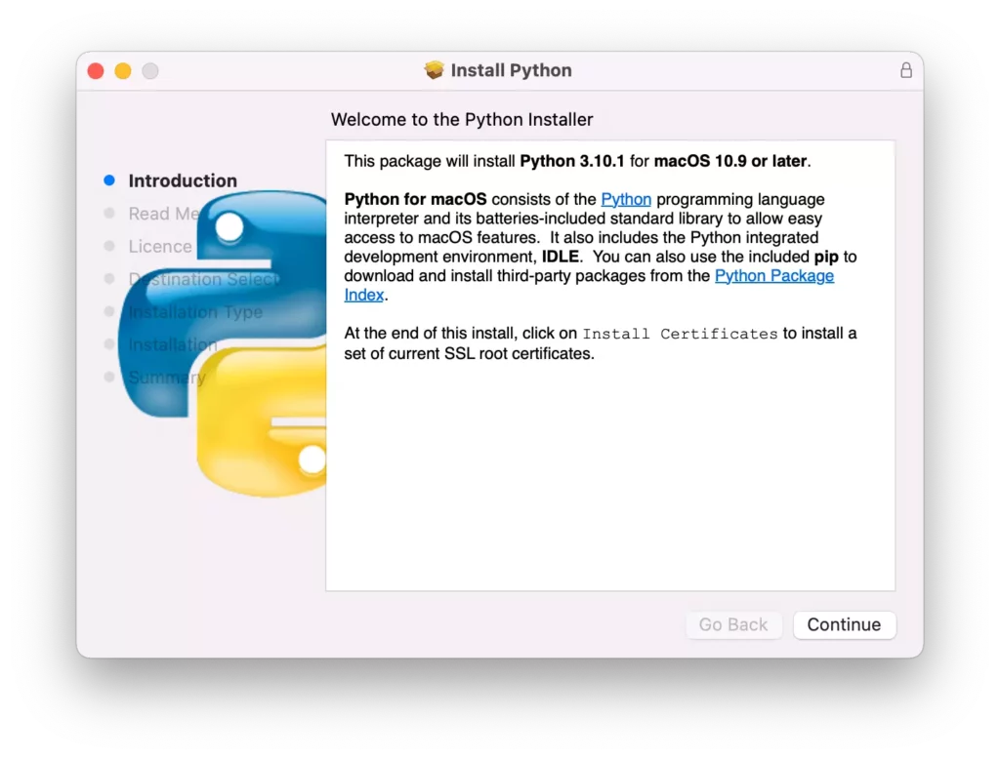 Install Python
Welcome to the Python Installer
Introduction
Read Me
Licence
Destination Select
Installation Type
Installation
Summary
This package will install Python 3.10.1 for macOS 10.9 or later.
Python for macOS consists of the Python programming language
interpreter and its batteries-included standard library to allow easy
access to macOS features.  It also includes the Python integrated
development environment, IDLE.  You can also use the included pip to
download and install third-party packages from the Python Package
Index.
At the end of this install, click on Install Certificates to install a
set of current SSL root certificates.
Go Back
Continue